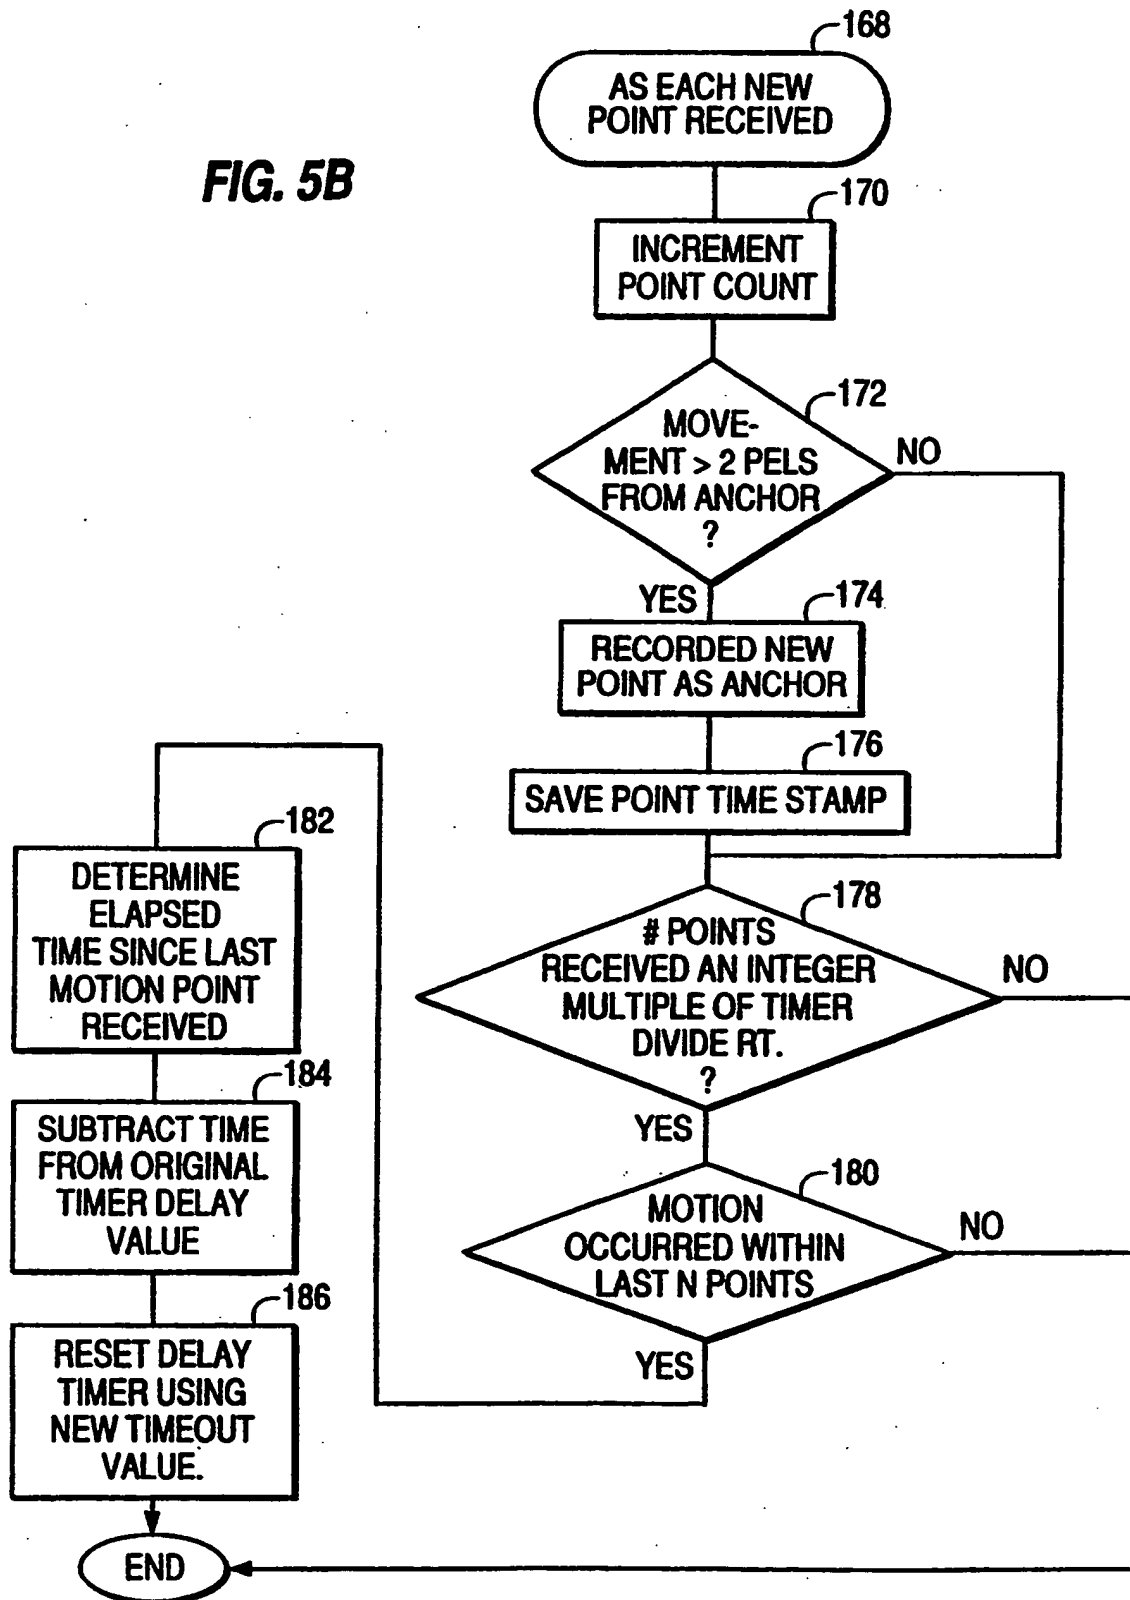 FIG. 5B
168
AS EACH NEW
POINT RECEIVED
170
INCREMENT
POINT COUNT
172
MOVE-
MENT > 2 PELS
FROM ANCHOR
?
NO
YES
174
RECORDED NEW
POINT AS ANCHOR
176
SAVE POINT TIME STAMP
178
# POINTS
RECEIVED AN INTEGER
MULTIPLE OF TIMER
DIVIDE RT.
?
NO
YES
180
MOTION
OCCURRED WITHIN
LAST N POINTS
NO
YES
182
DETERMINE
ELAPSED
TIME SINCE LAST
MOTION POINT
RECEIVED
184
SUBTRACT TIME
FROM ORIGINAL
TIMER DELAY
VALUE
186
RESET DELAY
TIMER USING
NEW TIMEOUT
VALUE.
END